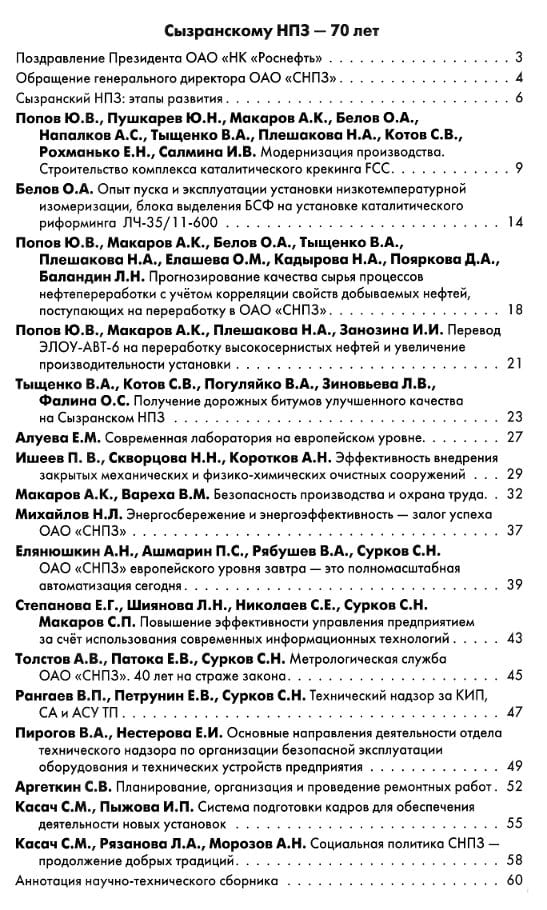 Сызранскому НПЗ — 70 лет
Поздравление Президента ОАО «НК «Роснефть» . . . . . . . . . . . . . . . . . 3
Обращение генерального директора ОАО «СНПЗ» . . . . . . . . . . . . . . . 4
Сызранский НПЗ: этапы развития . . . . . . . . . . . . . . . . . . . . . . . . . 6
Попов Ю.В., Пушкарев Ю.Н., Макаров А.К., Белов О.А.,
Напалков А.С., Тыщенко В.А., Плешакова Н.А., Котов С.В.,
Рохманько Е.Н., Салмина И.В. Модернизация производства.
Строительство комплекса каталитического крекинга FCC. . . . . . . . . . . 9
Белов О.А. Опыт пуска и эксплуатации установки низкотемпературной
изомеризации, блока выделения БСФ на установке каталитического
риформинга ЛЧ-35/11-600 . . . . . . . . . . . . . . . . . . . . . . . . . 14
Попов Ю.В., Макаров А.К., Белов О.А., Тыщенко В.А.,
Плешакова Н.А., Елашева О.М., Кадырова Н.А., Пояркова Д.А.,
Баландин Л.Н. Прогнозирование качества сырья процессов
нефтепереработки с учётом корреляции свойств добываемых нефтей,
поступающих на переработку в ОАО «СНПЗ» . . . . . . . . . . . . . . . . 18
Попов Ю.В., Макаров А.К., Плешакова Н.А., Занозина И.И. Перевод
ЭЛОУ-АВТ-6 на переработку высокосернистых нефтей и увеличение
производительности установки . . . . . . . . . . . . . . . . . . . . . . . 21
Тыщенко В.А., Котов С.В., Погуляйко В.А., Зиновьева Л.В.,
Фалина О.С. Получение дорожных битумов улучшенного качества
на Сызранском НПЗ . . . . . . . . . . . . . . . . . . . . . . . . . . . . 23
Алуева Е.М. Современная лаборатория на европейском уровне. . . . . . . . 27
Ишеев П. В., Скворцова Н.Н., Коротков А.Н. Эффективность внедрения
закрытых механических и физико-химических очистных сооружений . . . 29
Макаров А.К., Вареха В.М. Безопасность производства и охрана труда. . 32
Михайлов Н.Л. Энергосбережение и энергоэффективность — залог успеха
ОАО «СНПЗ» . . . . . . . . . . . . . . . . . . . . . . . . . . . . . . . 37
Елянюшкин А.Н., Ашмарин П.С., Рябушев В.А., Сурков С.Н.
ОАО «СНПЗ» европейского уровня завтра — это полномасштабная
автоматизация сегодня . . . . . . . . . . . . . . . . . . . . . . . . . . 39
Степанова Е.Г., Шиянова Л.Н., Николаев С.Е., Сурков С.Н.
Макаров С.П. Повышение эффективности управления предприятием
за счёт использования современных информационных технологий . . . . . 43
Толстов А.В., Патока Е.В., Сурков С.Н. Метрологическая служба
ОАО «СНПЗ». 40 лет на страже закона . . . . . . . . . . . . . . . . . . . 45
Рангаев В.П., Петрунин Е.В., Сурков С.Н. Технический надзор за КИП,
СА и АСУ ТП . . . . . . . . . . . . . . . . . . . . . . . . . . . . . . . 47
Пирогов В.А., Нестерова Е.И. Основные направления деятельности отдела
технического надзора по организации безопасной эксплуатации
оборудования и технических устройств предприятия . . . . . . . . . . . . 49
Аргеткин С.В. Планирование, организация и проведение ремонтных работ . 52
Касач С.М., Пыжова И.П. Система подготовки кадров для обеспечения
деятельности новых установок . . . . . . . . . . . . . . . . . . . . . . . 55
Касач С.М., Рязанова Л.А., Морозов А.Н. Социальная политика СНПЗ —
продолжение добрых традиций . . . . . . . . . . . . . . . . . . . . . . . 58
Аннотация научно-технического сборника . . . . . . . . . . . . . . . . . . 60